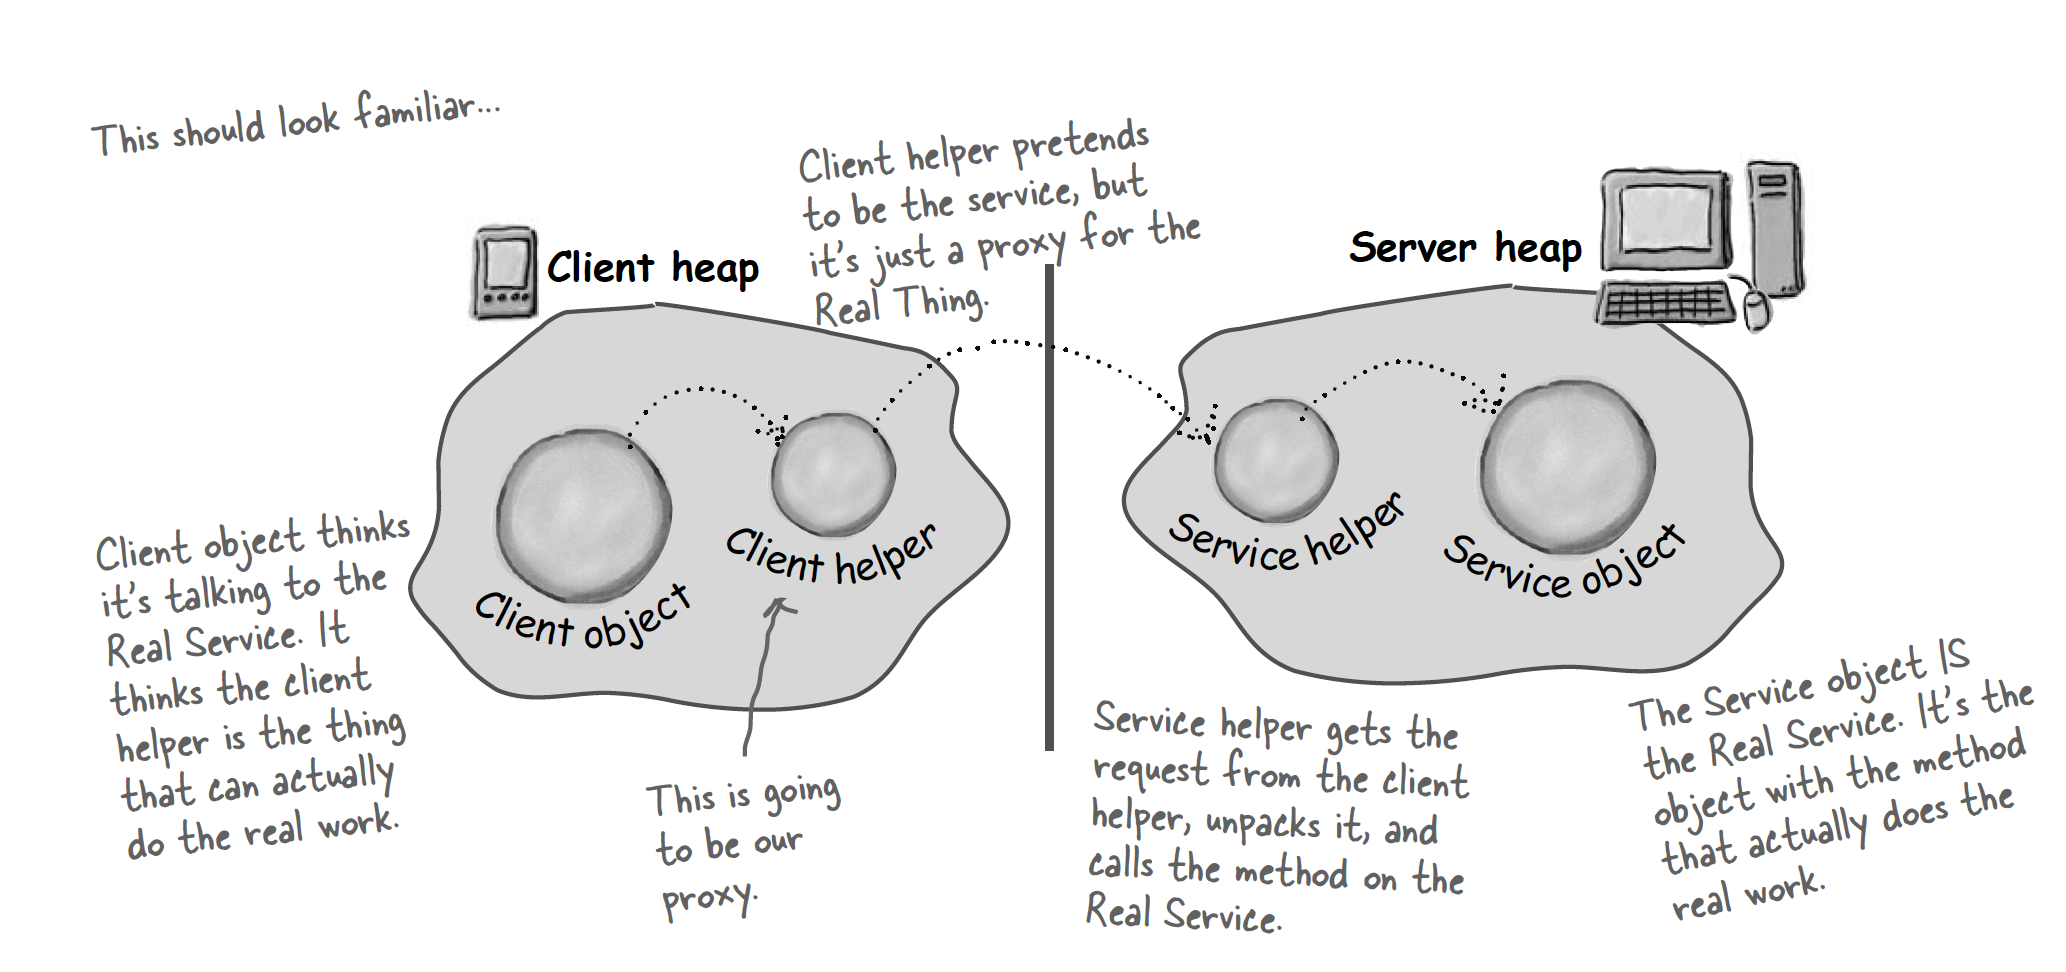 This should look familiar...
Client helper pretends
to be the service, but
it's just a proxy for the
Real Thing.
Client heap
Server heap
Client object
Client helper
Service helper
Service object
Client object thinks
it's talking to the
Real Service. It
thinks the client
helper is the thing
that can actually
do the real work.
This is going
to be our
proxy.
Service helper gets the
request from the client
helper, unpacks it, and
calls the method on the
Real Service.
The Service object IS
the Real Service. It's the
object with the method
that actually does the
real work.